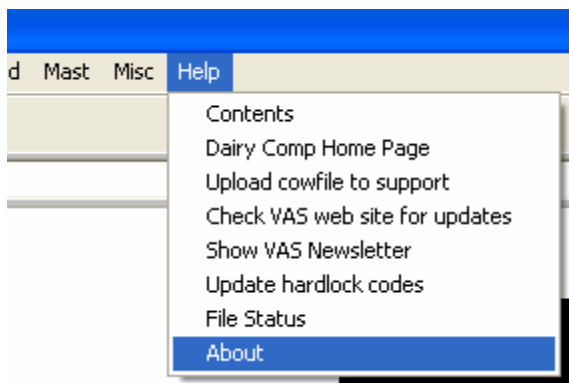 d Mast Misc Help
Contents
Dairy Comp Home Page
Upload cowfile to support
Check VAS web site for updates
Show VAS Newsletter
Update hardlock codes
File Status
About